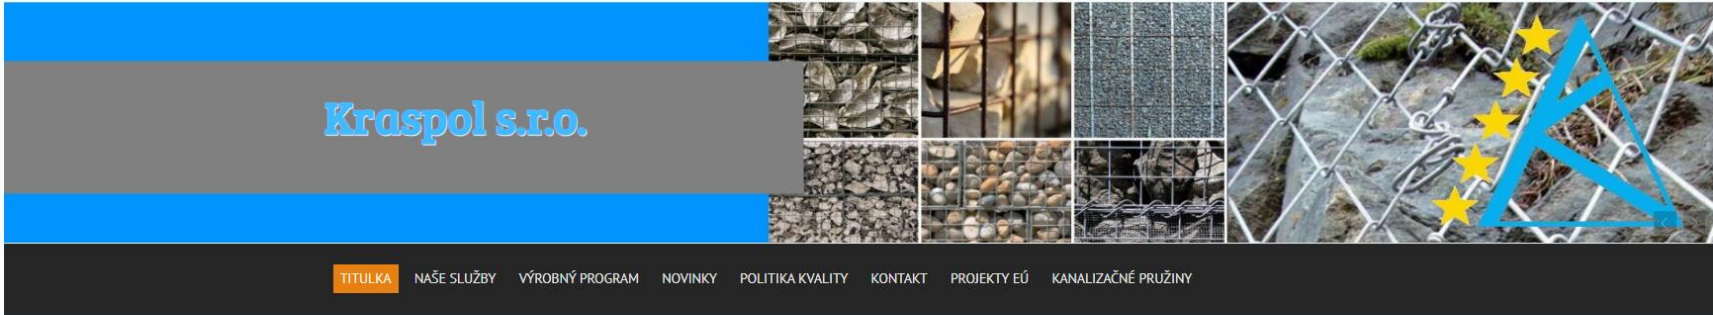 Kraspol s.r.o.
TITULKA NAŠE SLUŽBY VÝROBNÝ PROGRAM NOVINKY POLITIKA KVALITY KONTAKT PROJEKTY EÚ KANALIZAČNÉ PRUŽINY